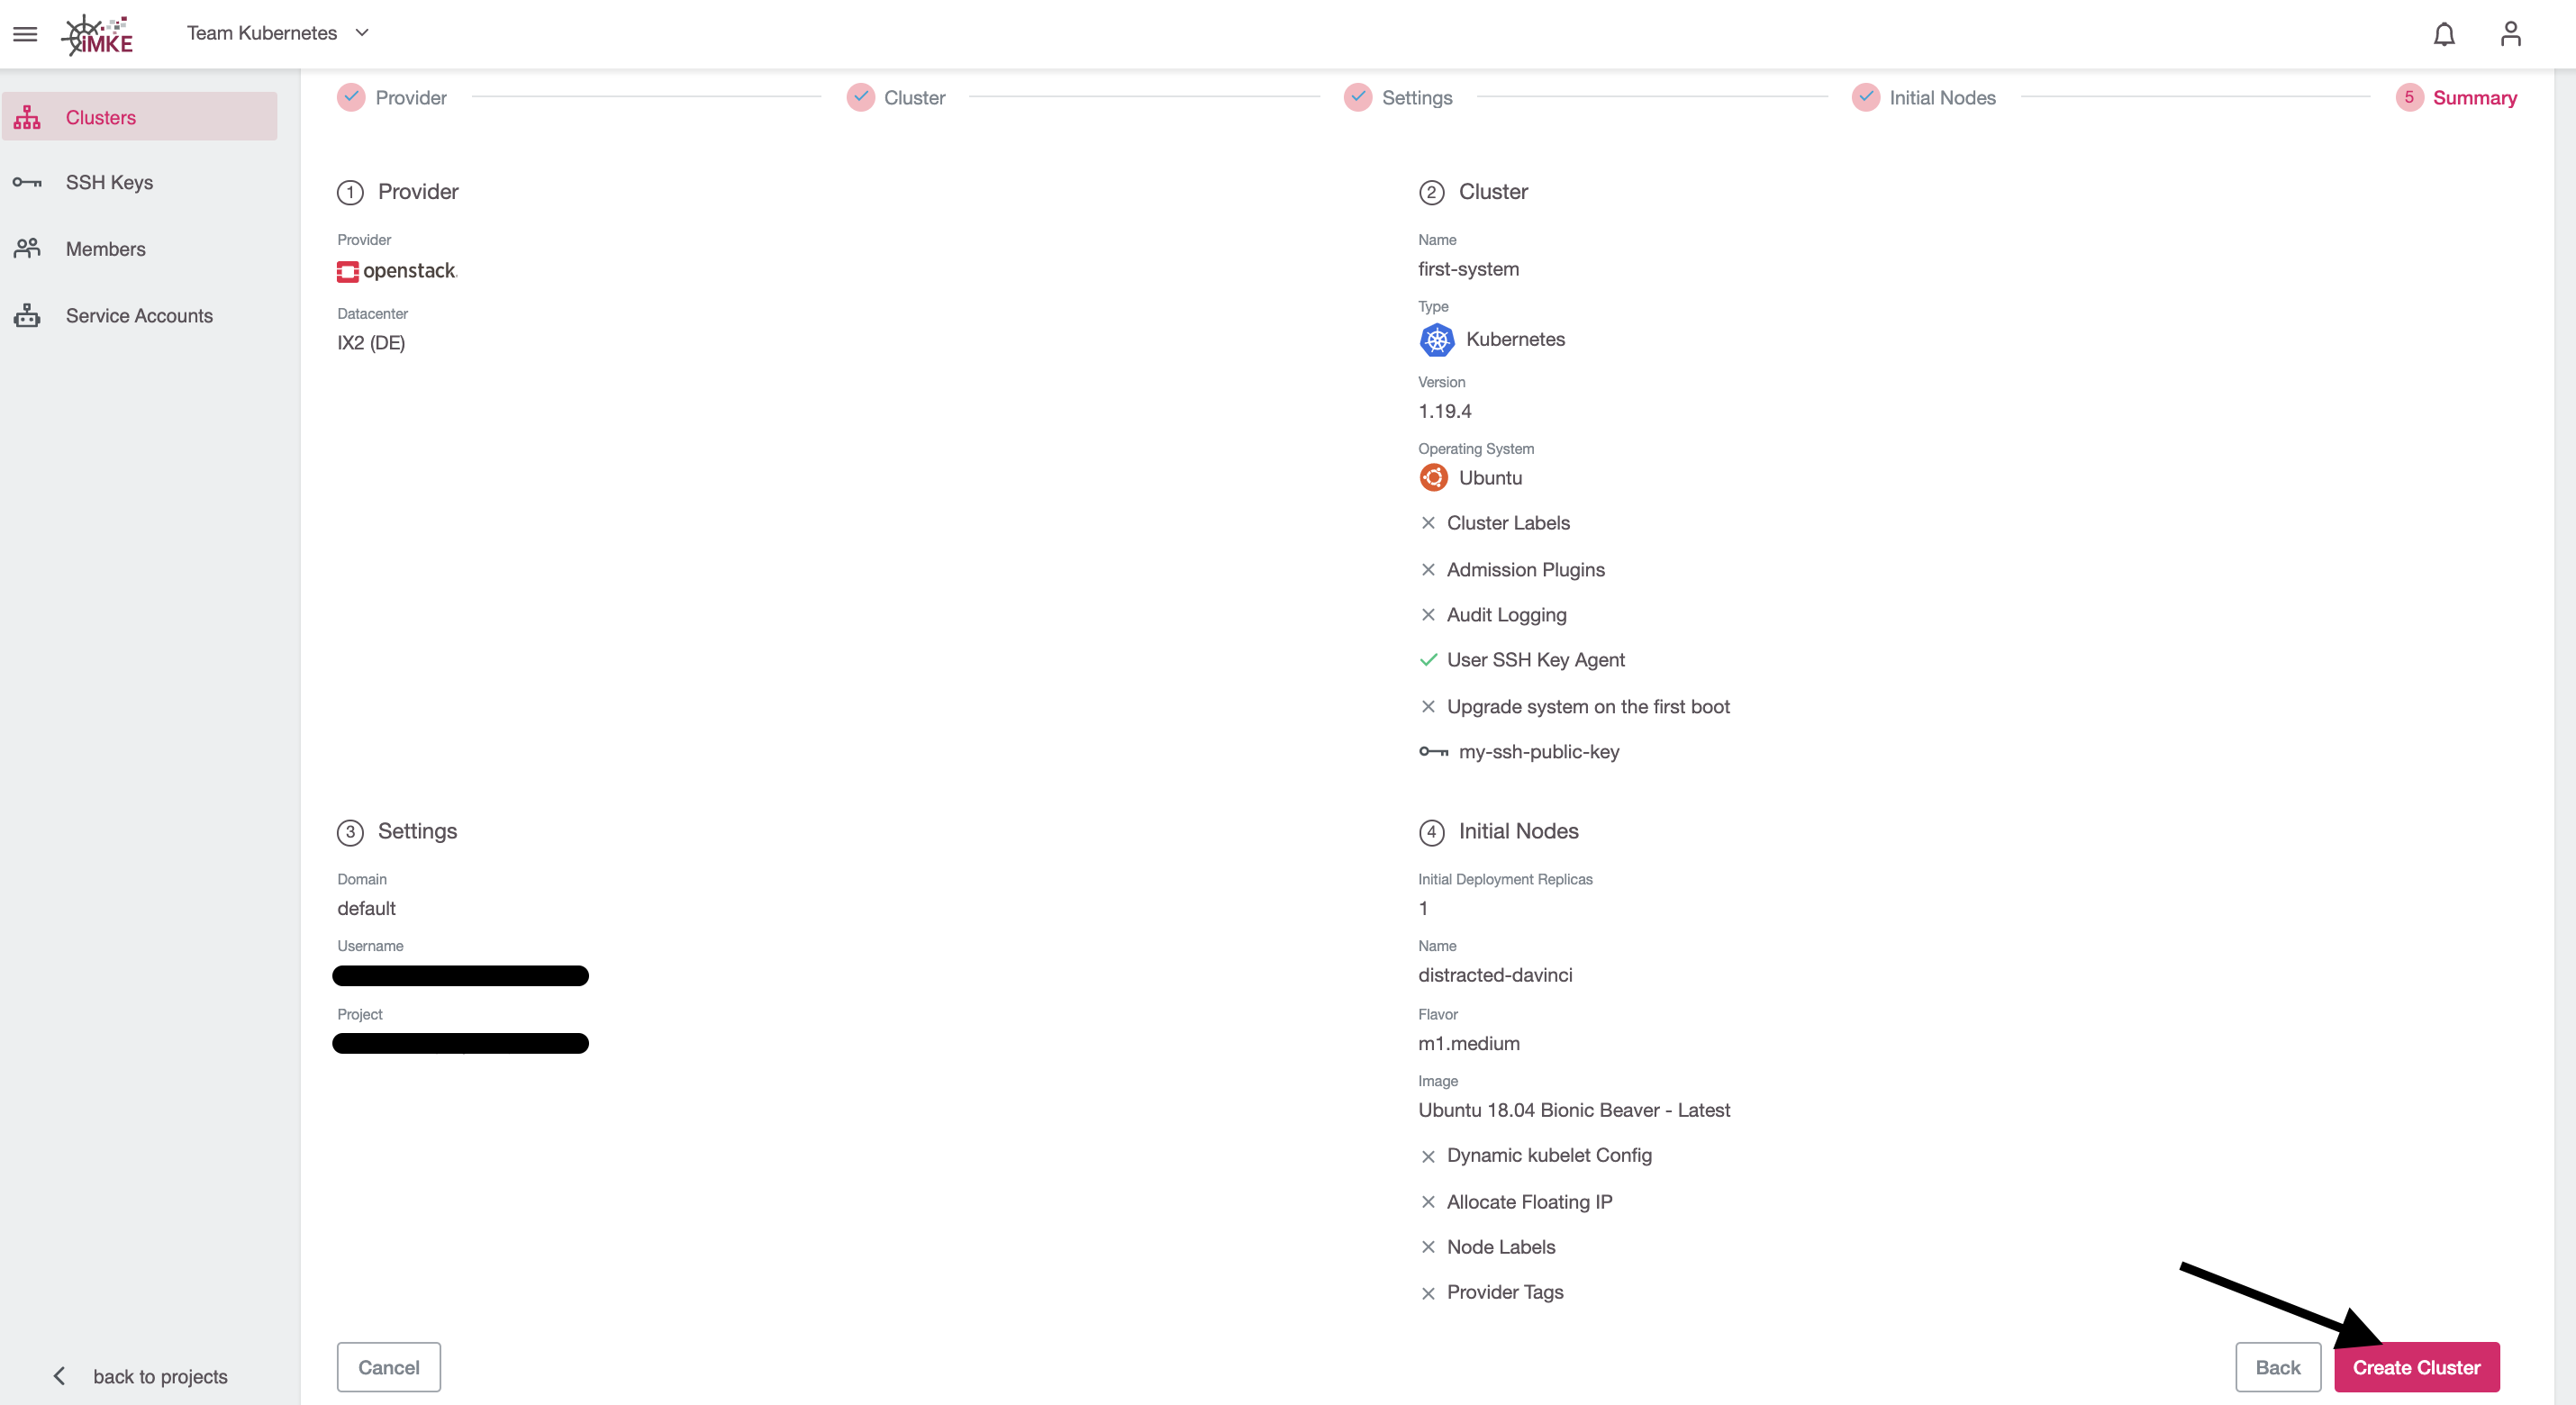 iMKE
Team Kubernetes
Clusters
SSH Keys
Members
Service Accounts
back to projects
Provider
Cluster
Settings
Initial Nodes
5 Summary
1 Provider
Provider
openstack.
Datacenter
IX2 (DE)
2 Cluster
Name
first-system
Type
Kubernetes
Version
1.19.4
Operating System
Ubuntu
Cluster Labels
Admission Plugins
Audit Logging
User SSH Key Agent
Upgrade system on the first boot
my-ssh-public-key
3 Settings
Domain
default
Username
Project
4 Initial Nodes
Initial Deployment Replicas
1
Name
distracted-davinci
Flavor
m1.medium
Image
Ubuntu 18.04 Bionic Beaver - Latest
Dynamic kubelet Config
Allocate Floating IP
Node Labels
Provider Tags
Cancel
Back
Create Cluster